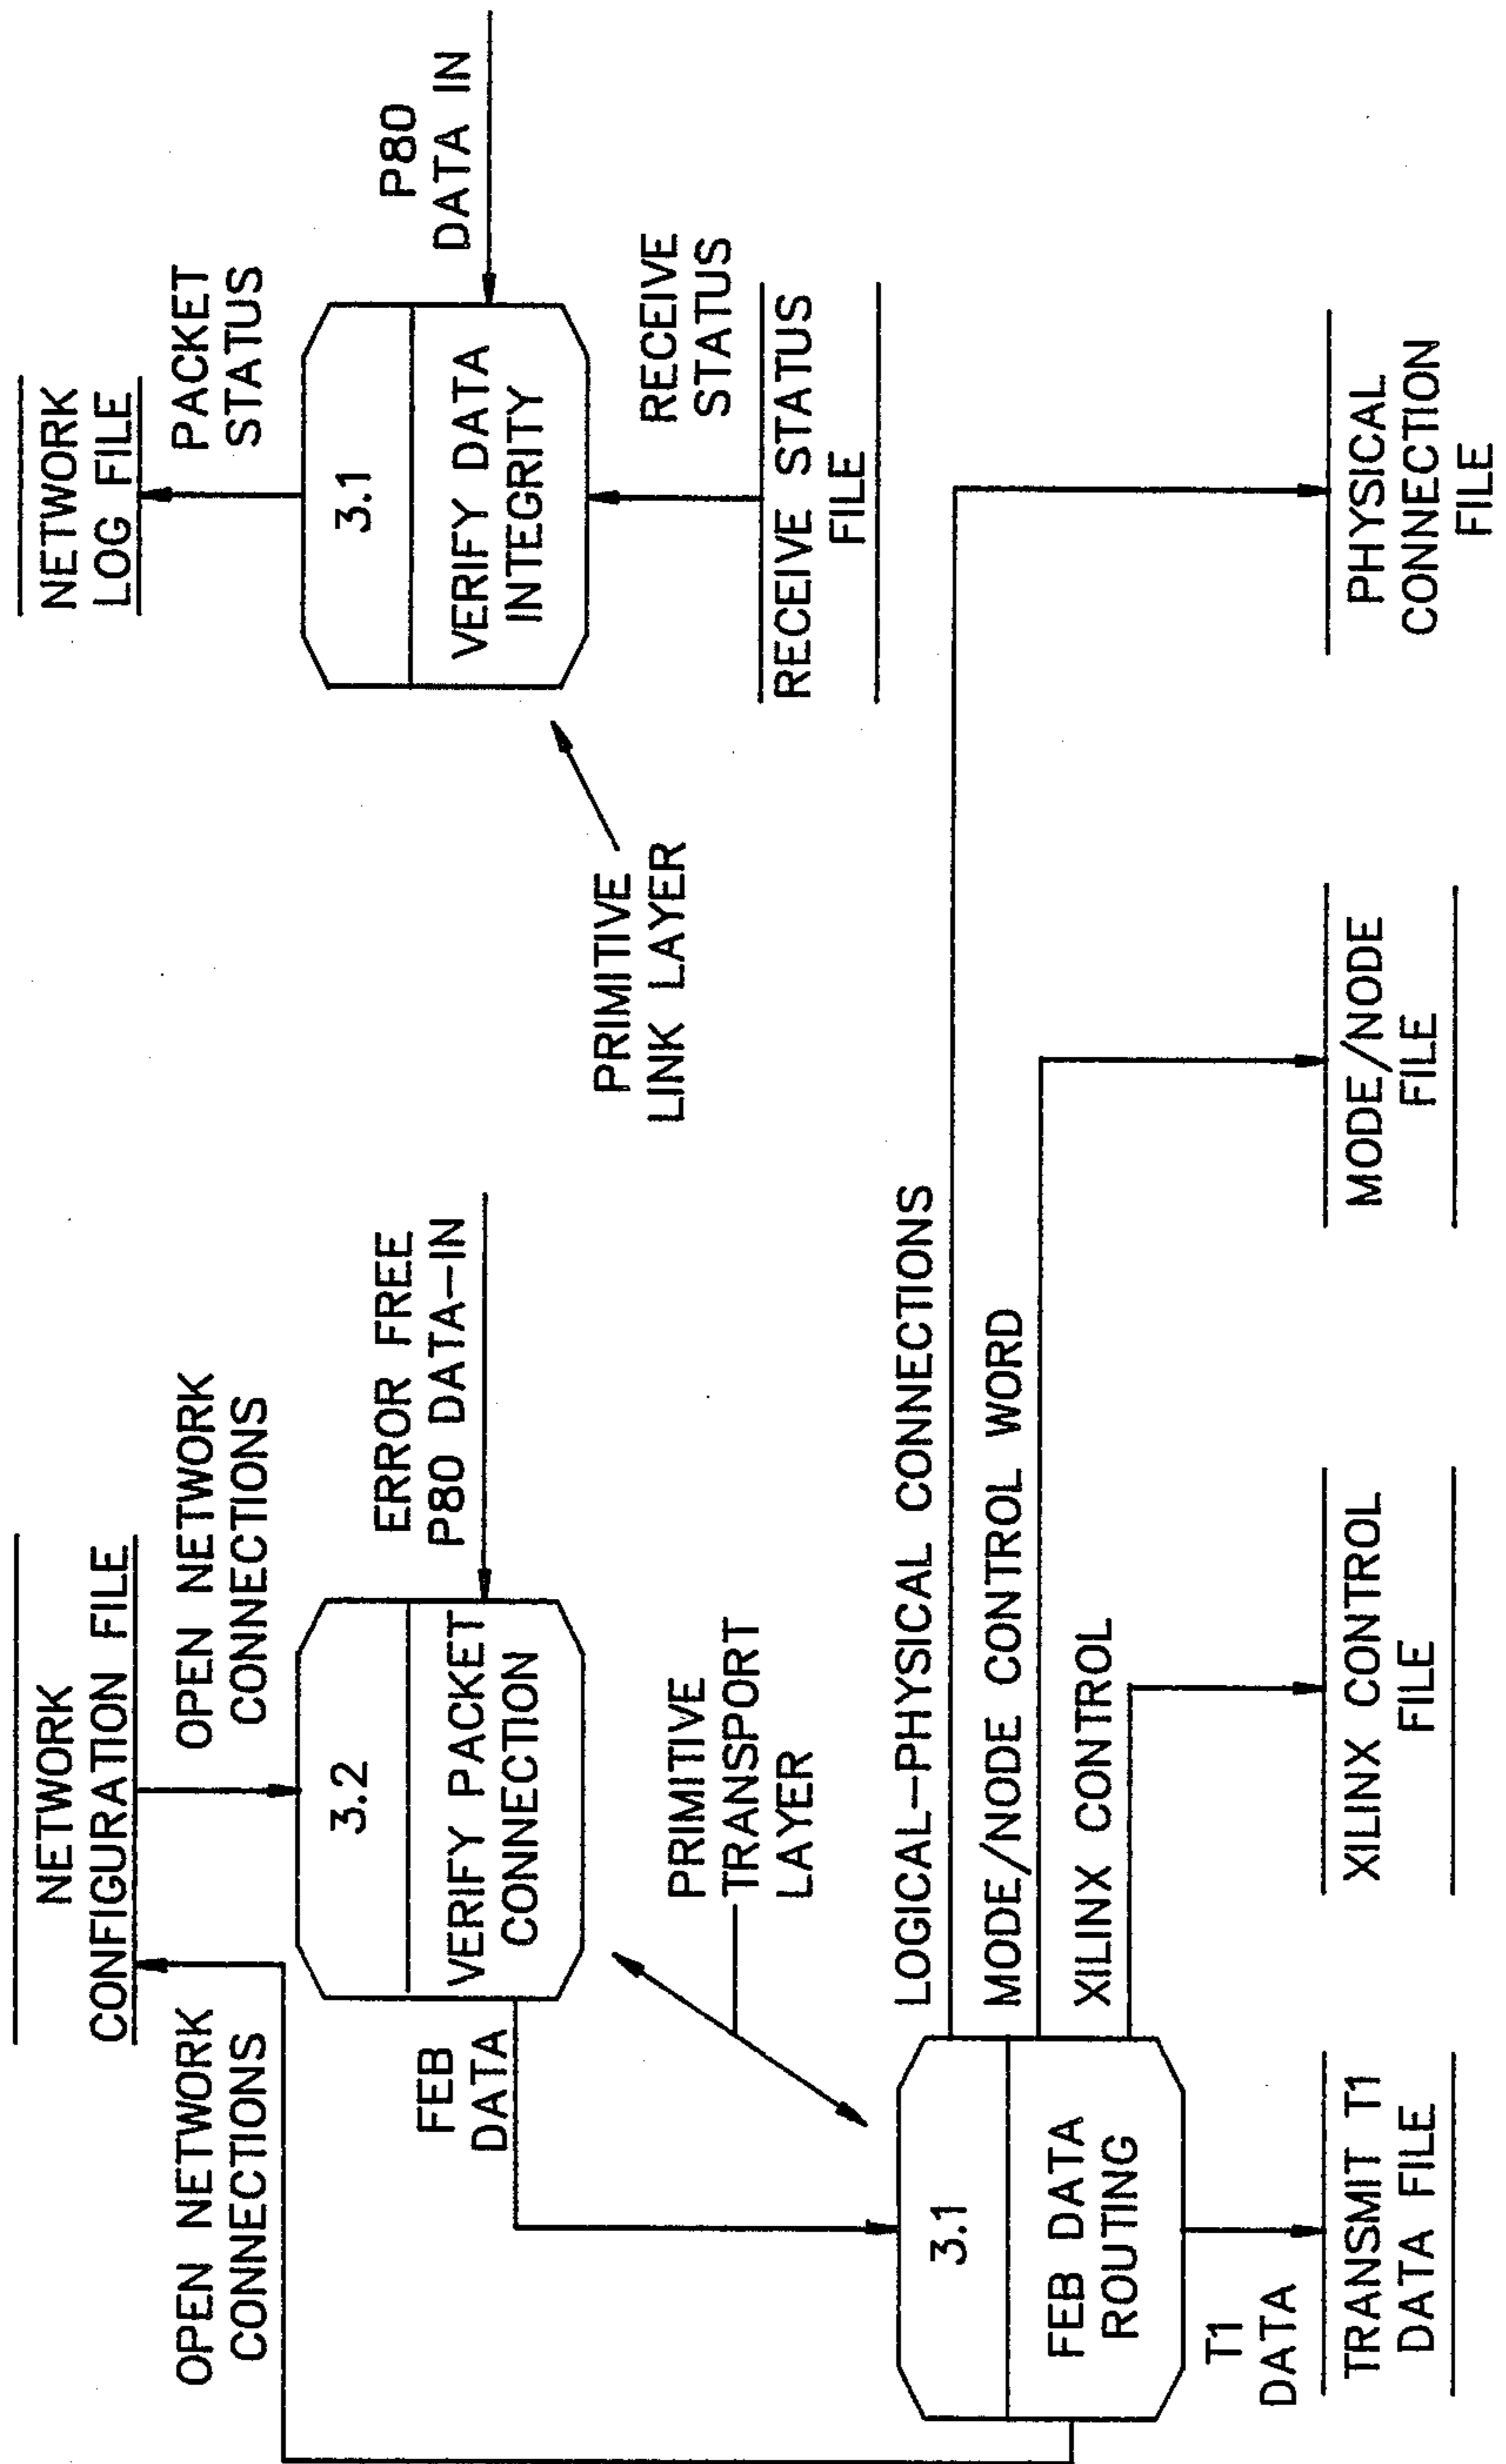 NETWORK
CONFIGURATION FILE
OPEN NETWORK
CONNECTIONS
OPEN NETWORK
CONNECTIONS
3.2
VERIFY PACKET
CONNECTION
ERROR FREE
P80 DATA-IN
FEB
DATA
PRIMITIVE
TRANSPORT
LAYER
NETWORK
LOG FILE
PACKET
STATUS
3.1
VERIFY DATA
INTEGRITY
P80
DATA IN
RECEIVE
STATUS
RECEIVE STATUS
FILE
PRIMITIVE
LINK LAYER
3.1
FEB DATA
ROUTING
LOGICAL-PHYSICAL CONNECTIONS
MODE/NODE CONTROL WORD
XILINX CONTROL
T1
DATA
TRANSMIT T1
DATA FILE
XILINX CONTROL
FILE
MODE/NODE
FILE
PHYSICAL
CONNECTION
FILE